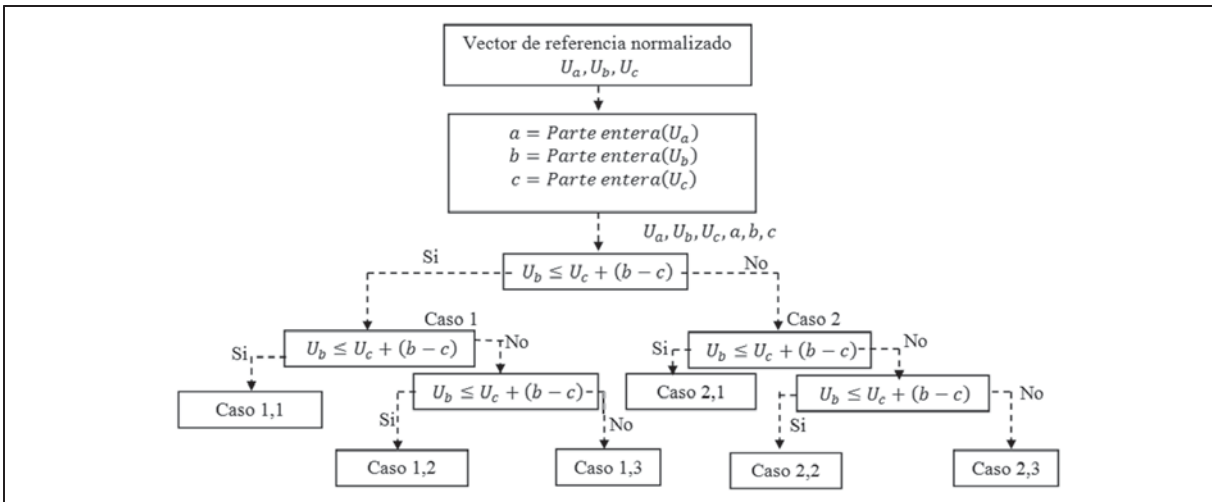 Vector de referencia normalizado
U_a, U_b, U_c
a = Parte entera(U_a)
b = Parte entera(U_b)
c = Parte entera(U_c)
U_a, U_b, U_c, a, b, c
Si
U_b ≤ U_c + (b − c)
No
Caso 1
Caso 2
Si
U_b ≤ U_c + (b − c)
No
Si
U_b ≤ U_c + (b − c)
No
Caso 1,1
U_b ≤ U_c + (b − c)
Caso 2,1
U_b ≤ U_c + (b − c)
No
Si
No
Si
Caso 1,2
Caso 1,3
Caso 2,2
Caso 2,3